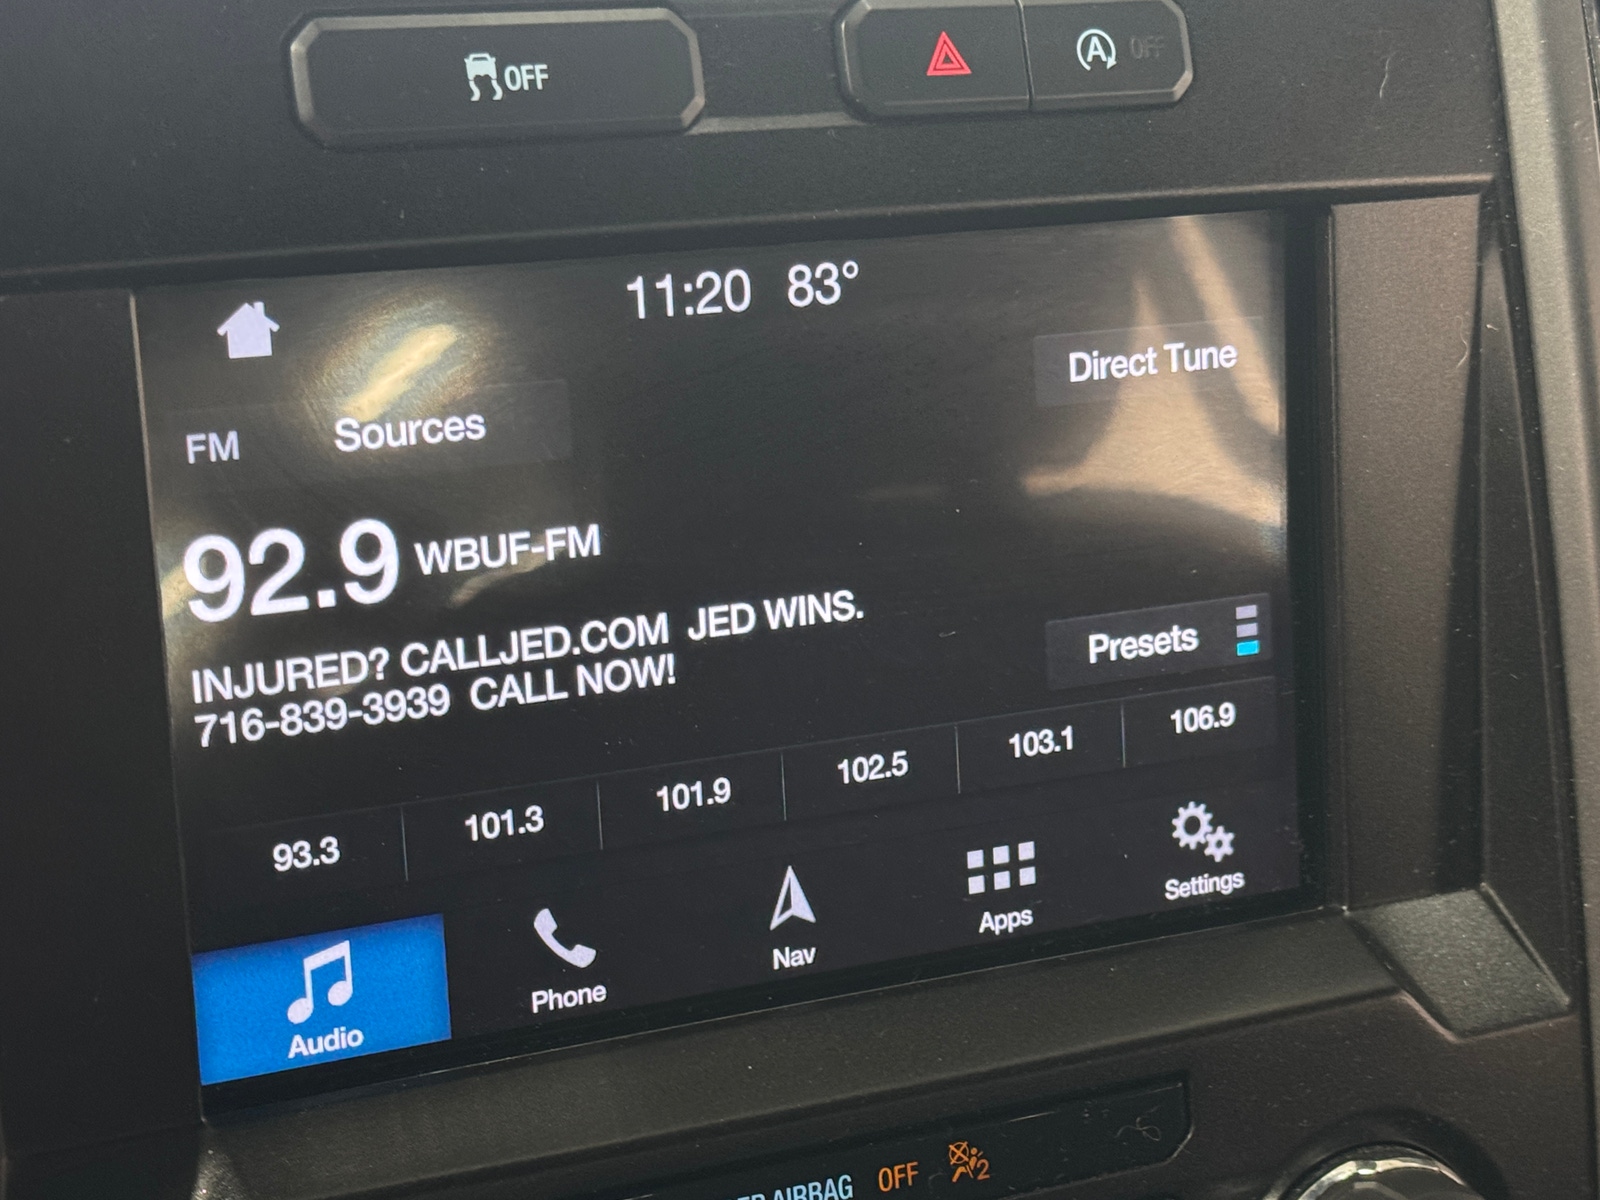 OFF
A OFF
11:20 83°
Direct Tune
FM Sources
92.9 WBUF-FM
INJURED? CALLJED.COM JED WINS.
716-839-3939 CALL NOW!
Presets
93.3 101.3 101.9 102.5 103.1 106.9
Audio Phone Nav Apps Settings
AIRBAG OFF 2